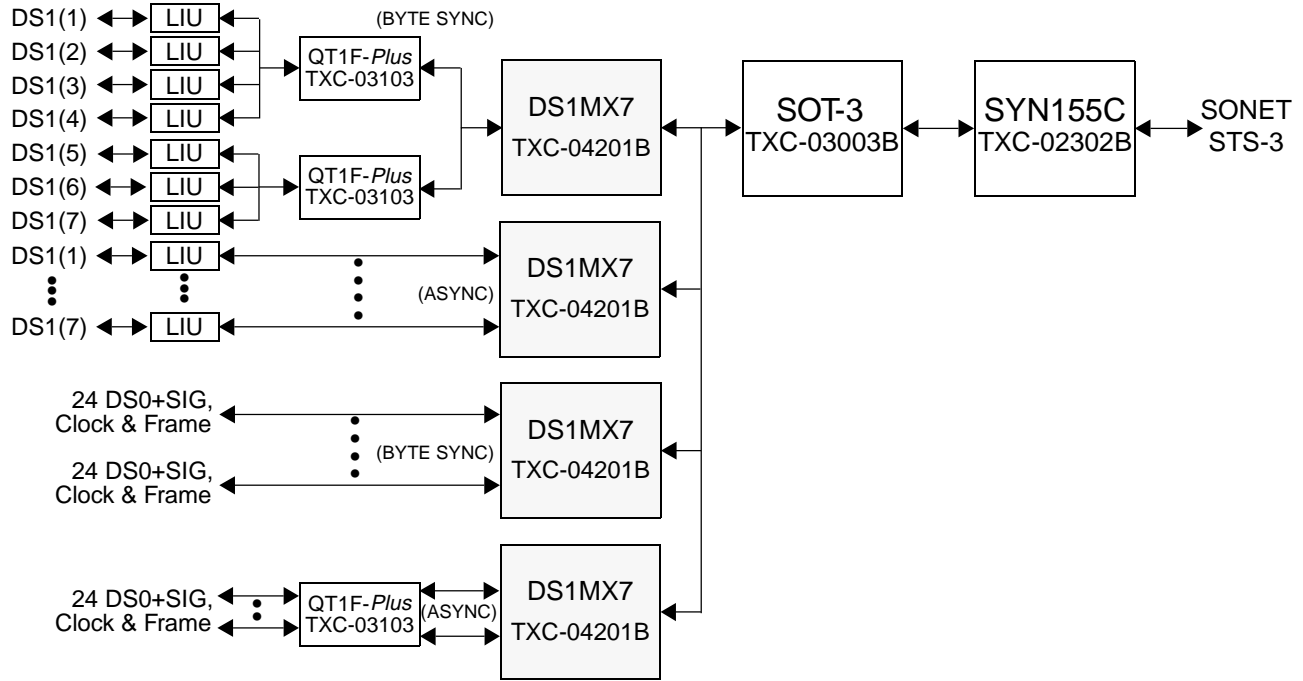 DS1(1)
LIU
(BYTE SYNC)
DS1(2)
LIU
DS1(3)
LIU
DS1(4)
LIU
QT1F-Plus
TXC-03103
DS1(5)
LIU
DS1(6)
LIU
DS1(7)
LIU
QT1F-Plus
TXC-03103
DS1MX7
TXC-04201B
SOT-3
TXC-03003B
SYN155C
TXC-02302B
SONET
STS-3
DS1(1)
LIU
(ASYNC)
DS1(7)
LIU
DS1MX7
TXC-04201B
24 DS0+SIG,
Clock & Frame
(BYTE SYNC)
24 DS0+SIG,
Clock & Frame
DS1MX7
TXC-04201B
24 DS0+SIG,
Clock & Frame
QT1F-Plus
TXC-03103
(ASYNC)
DS1MX7
TXC-04201B